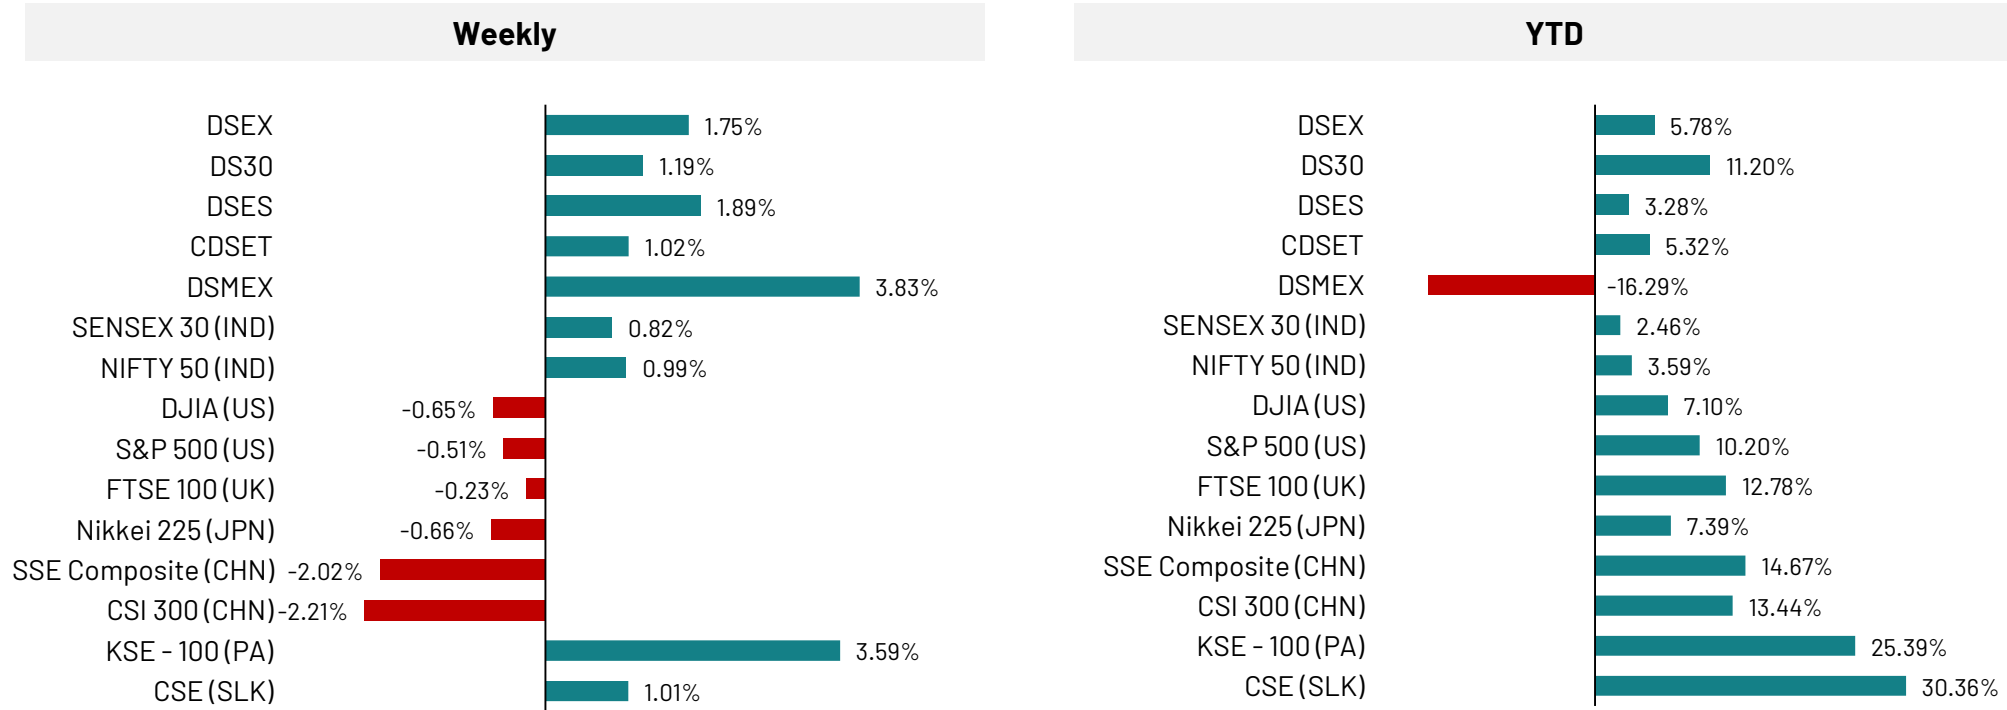 Weekly
DSEX 1.75%
DS30 1.19%
DSES 1.89%
CDSET 1.02%
DSMEX 3.83%
SENSEX 30 (IND) 0.82%
NIFTY 50 (IND) 0.99%
DJIA (US) -0.65%
S&P 500 (US) -0.51%
FTSE 100 (UK) -0.23%
Nikkei 225 (JPN) -0.66%
SSE Composite (CHN) -2.02%
CSI 300 (CHN) -2.21%
KSE - 100 (PA) 3.59%
CSE (SLK) 1.01%
YTD
DSEX 5.78%
DS30 11.20%
DSES 3.28%
CDSET 5.32%
DSMEX -16.29%
SENSEX 30 (IND) 2.46%
NIFTY 50 (IND) 3.59%
DJIA (US) 7.10%
S&P 500 (US) 10.20%
FTSE 100 (UK) 12.78%
Nikkei 225 (JPN) 7.39%
SSE Composite (CHN) 14.67%
CSI 300 (CHN) 13.44%
KSE - 100 (PA) 25.39%
CSE (SLK) 30.36%